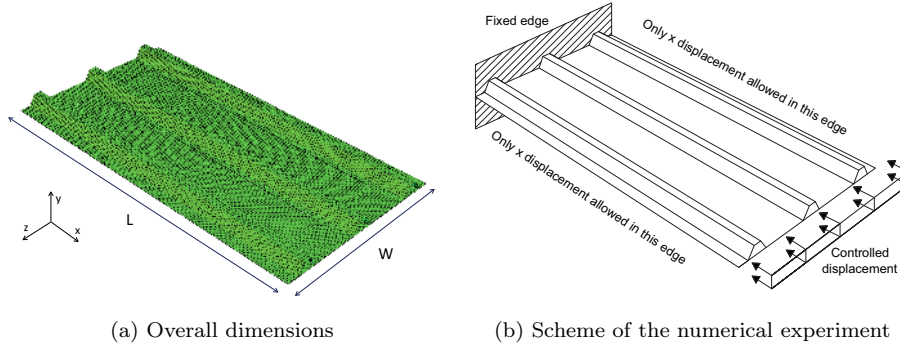 y
z
x
L
W
(a) Overall dimensions
Fixed edge
Only x displacement allowed in this edge
Only x displacement allowed in this edge
Controlled
displacement
(b) Scheme of the numerical experiment